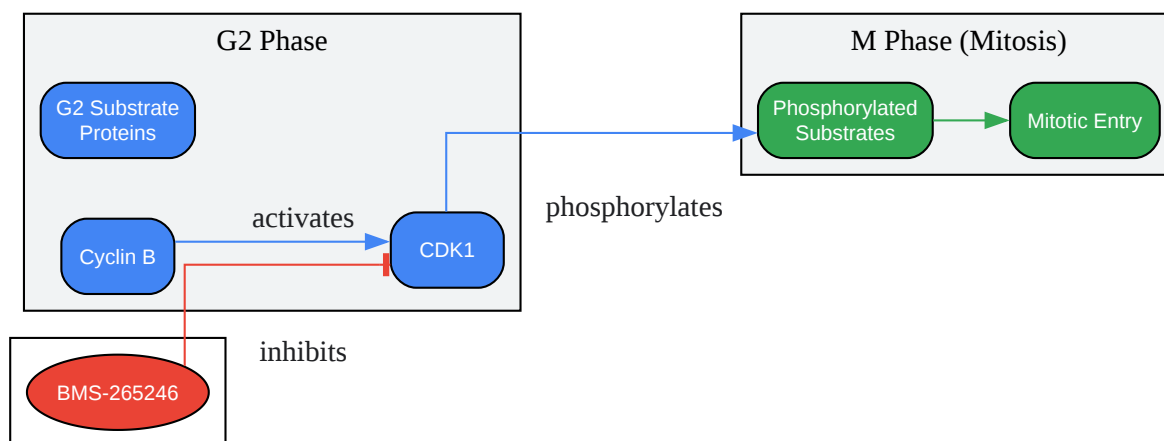 G2 Phase
M Phase (Mitosis)
G2 Substrate
Proteins
Phosphorylated
Substrates
Mitotic Entry
activates
phosphorylates
Cyclin B
CDK1
inhibits
BMS-265246